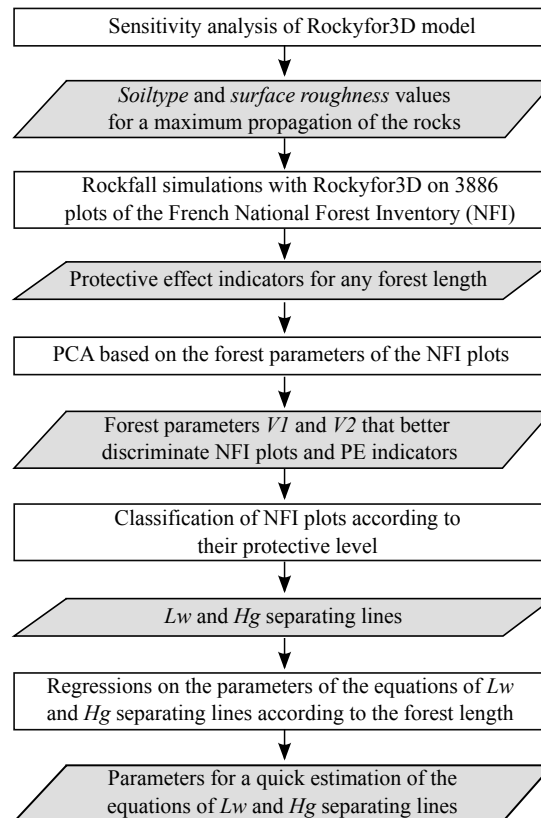 Sensitivity analysis of Rockyfor3D model
Soiltype and surface roughness values
for a maximum propagation of the rocks
Rockfall simulations with Rockyfor3D on 3886
plots of the French National Forest Inventory (NFI)
Protective effect indicators for any forest length
PCA based on the forest parameters of the NFI plots
Forest parameters V1 and V2 that better
discriminate NFI plots and PE indicators
Classification of NFI plots according to
their protective level
Lw and Hg separating lines
Regressions on the parameters of the equations of Lw
and Hg separating lines according to the forest length
Parameters for a quick estimation of the
equations of Lw and Hg separating lines